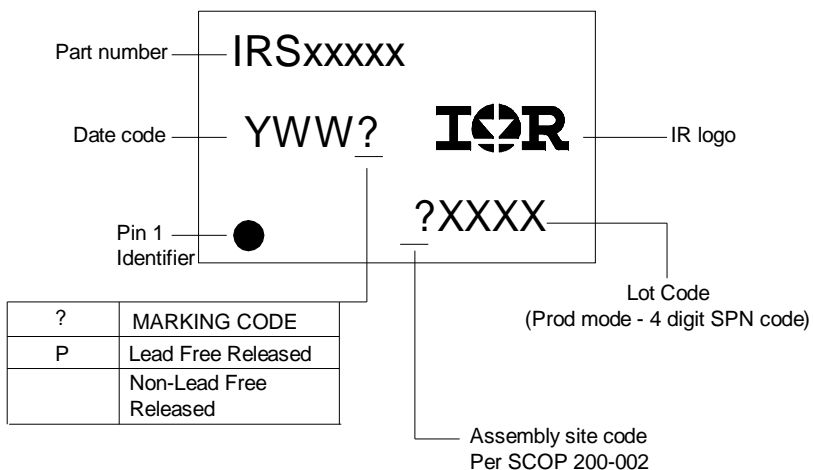 Part number
IRSxxxxx
Date code
YWW?
IOR
IR logo
?XXXX
Pin 1
Identifier
Lot Code
(Prod mode - 4 digit SPN code)
? MARKING CODE
P Lead Free Released
Non-Lead Free
Released
Assembly site code
Per SCOP 200-002